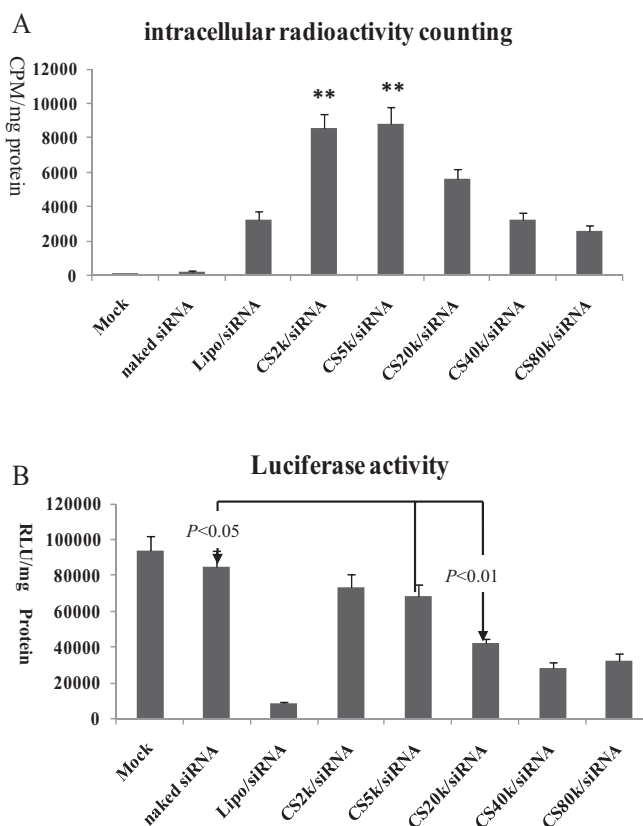 A
intracellular radioactivity counting
CPM/mg protein
12000
10000
8000
6000
4000
2000
0
** **
Mock
naked siRNA
Lipo/siRNA
CS2k/siRNA
CS5k/siRNA
CS20k/siRNA
CS40k/siRNA
CS80k/siRNA
B
Luciferase activity
RLU/mg Protein
120000
100000
80000
60000
40000
20000
0
P<0.05
P<0.01
Mock
naked siRNA
Lipo/siRNA
CS2k/siRNA
CS5k/siRNA
CS20k/siRNA
CS40k/siRNA
CS80k/siRNA